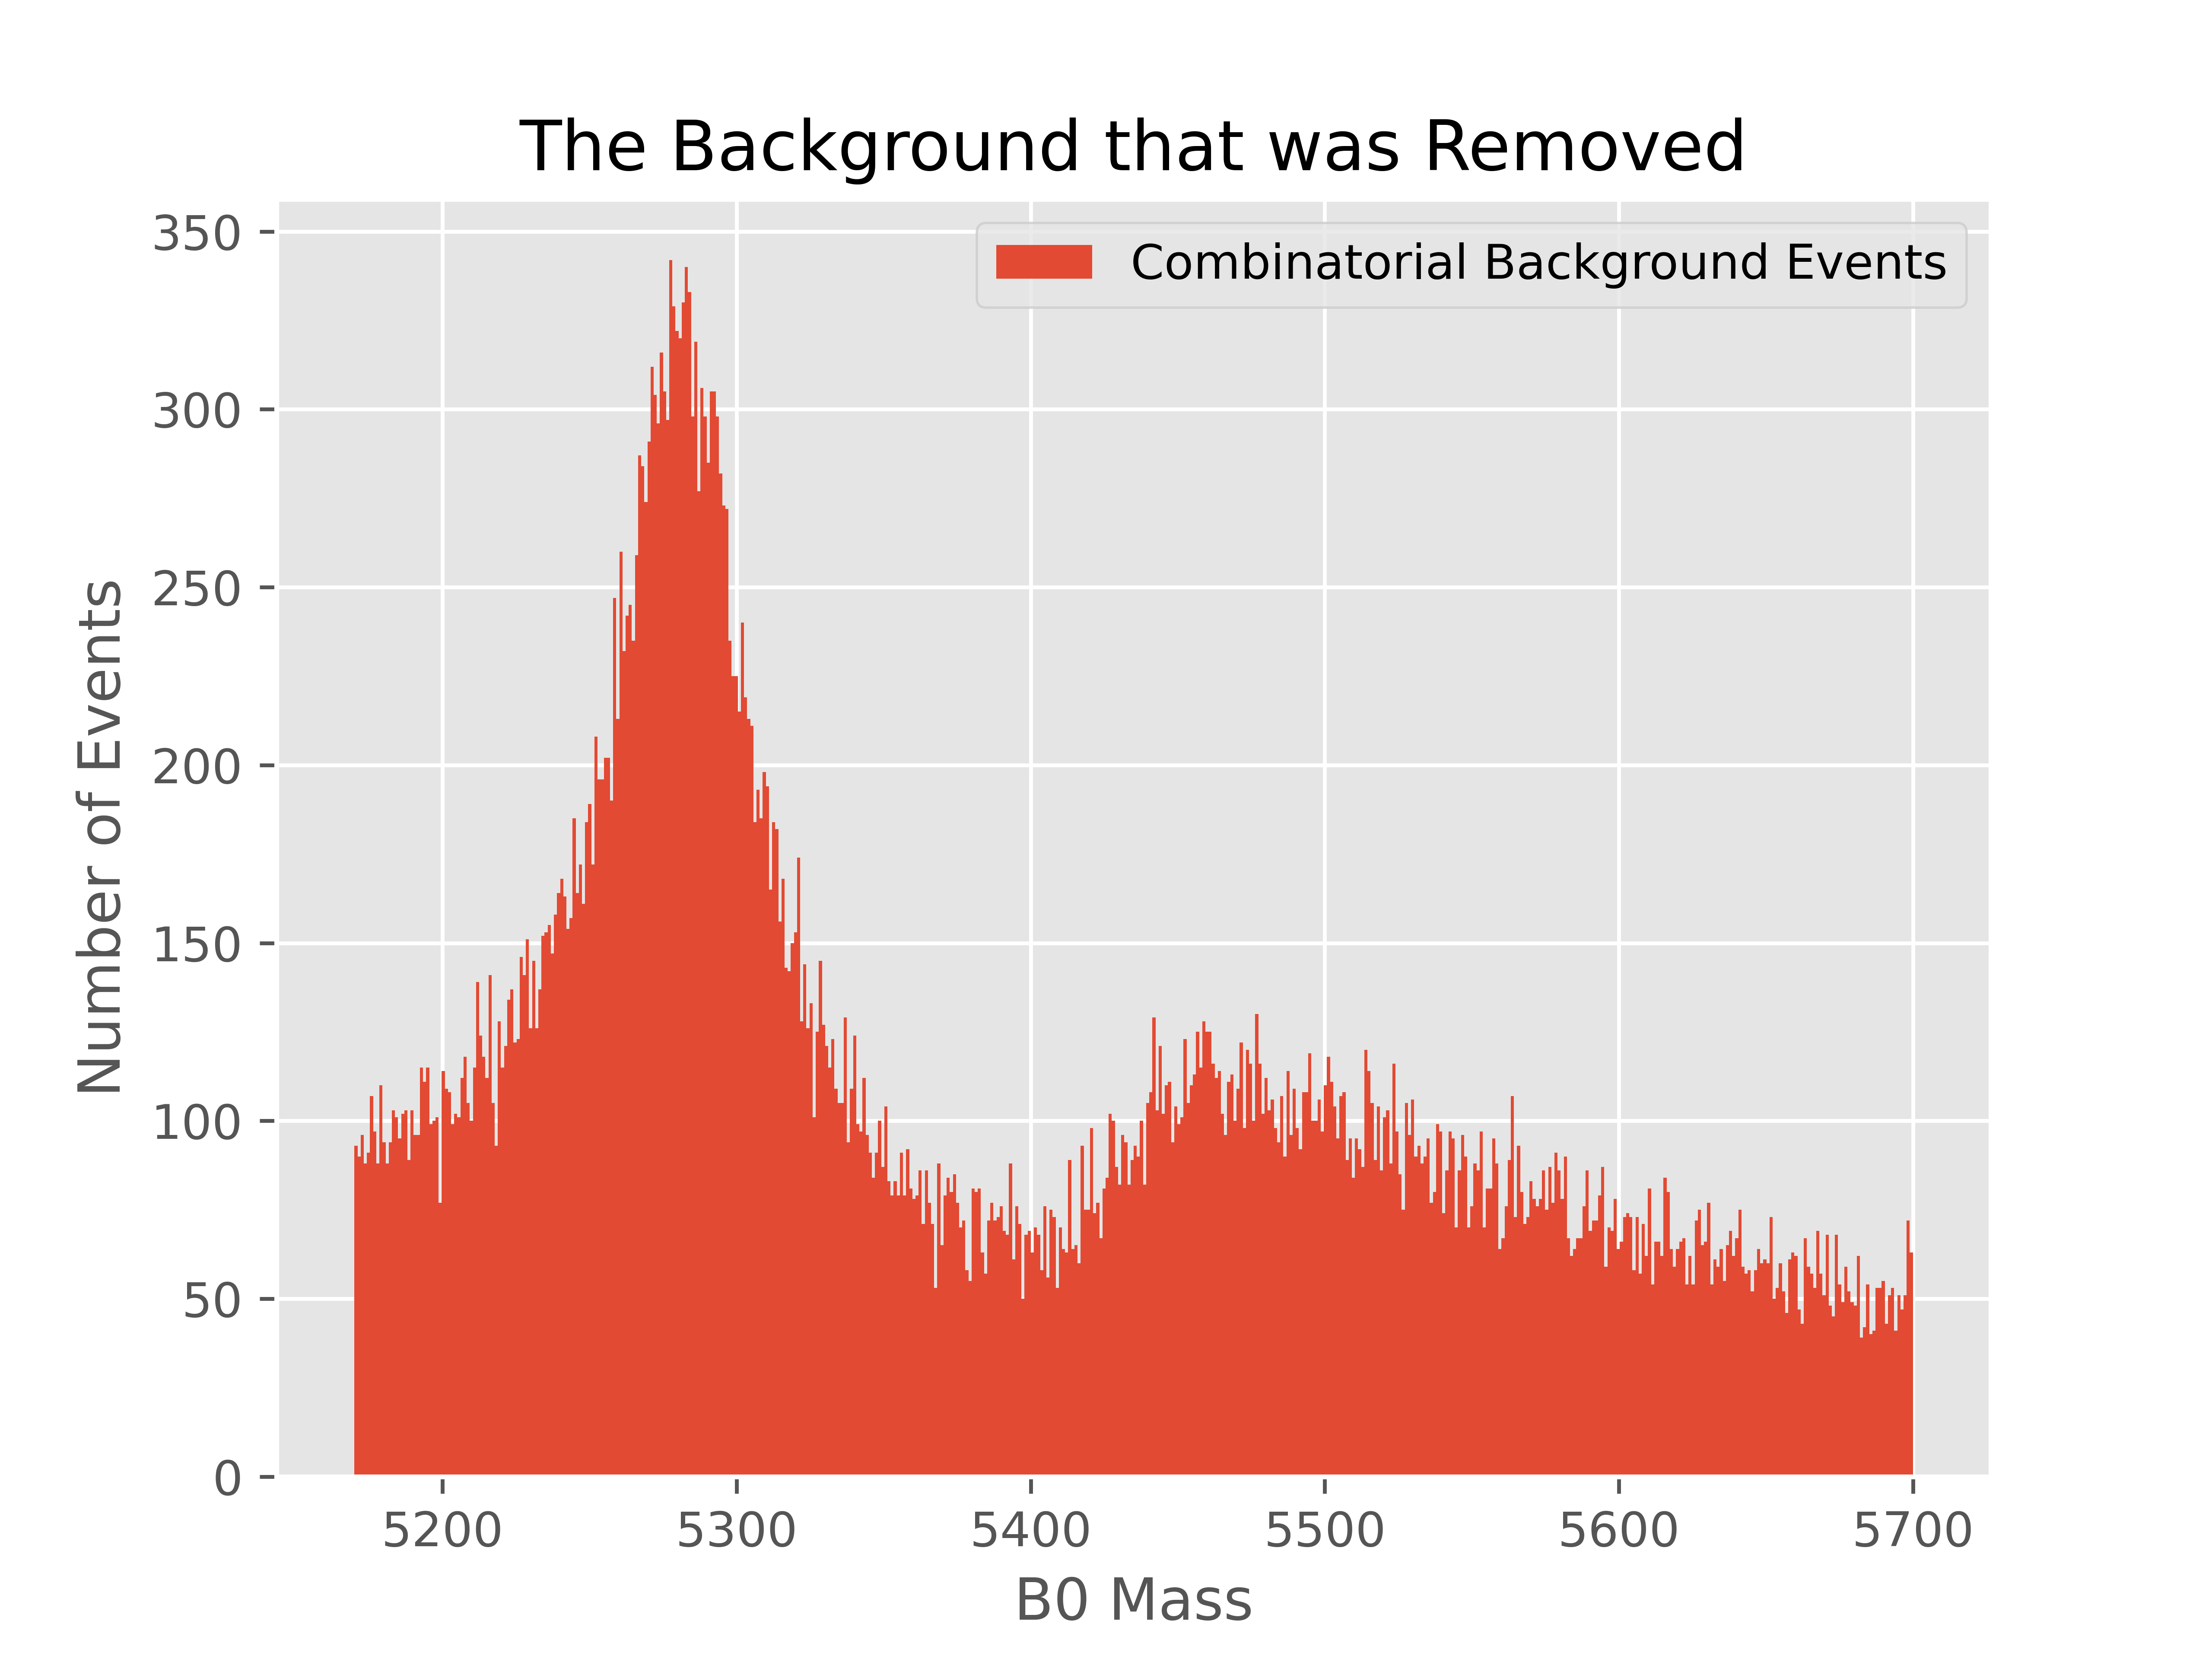 The Background that was Removed
Combinatorial Background Events
350
300
250
200
150
100
50
0
Number of Events
5200 5300 5400 5500 5600 5700
B0 Mass